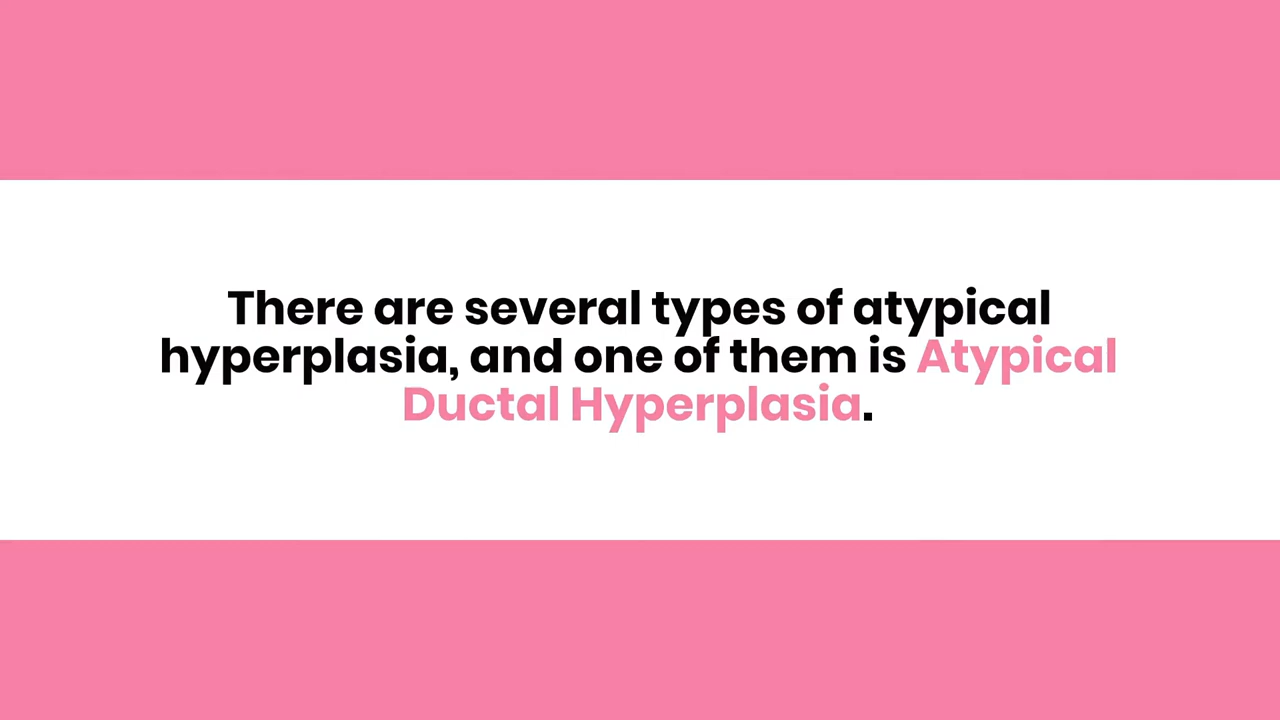 There are several types of atypical
hyperplasia, and one of them is Atypical
Ductal Hyperplasia.